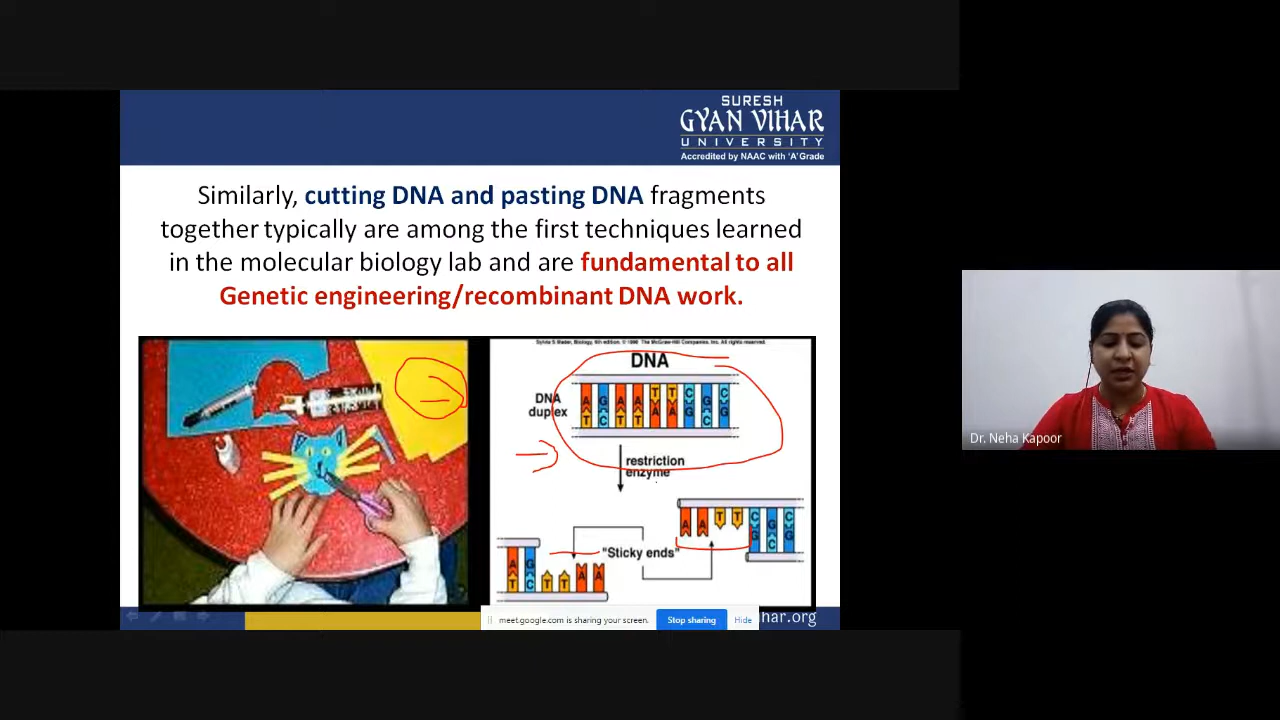 SURESH
GYAN VIHAR
UNIVERSITY
Accredited by NAAC with 'A' Grade
Similarly, cutting DNA and pasting DNA fragments
together typically are among the first techniques learned
in the molecular biology lab and are fundamental to all
Genetic engineering/recombinant DNA work.
Sylvia S Mader, Biology, 6th edition. © 1998 The McGraw-Hill Companies, Inc. All rights reserved.
DNA
DNA
duplex
A G A A T T C C
T C T T A A G G
restriction
enzyme
A A T T C G C
G C G
"Sticky ends"
A G
T C T T A A
meet.google.com is sharing your screen.
Stop sharing
Hide
har.org
Dr. Neha Kapoor